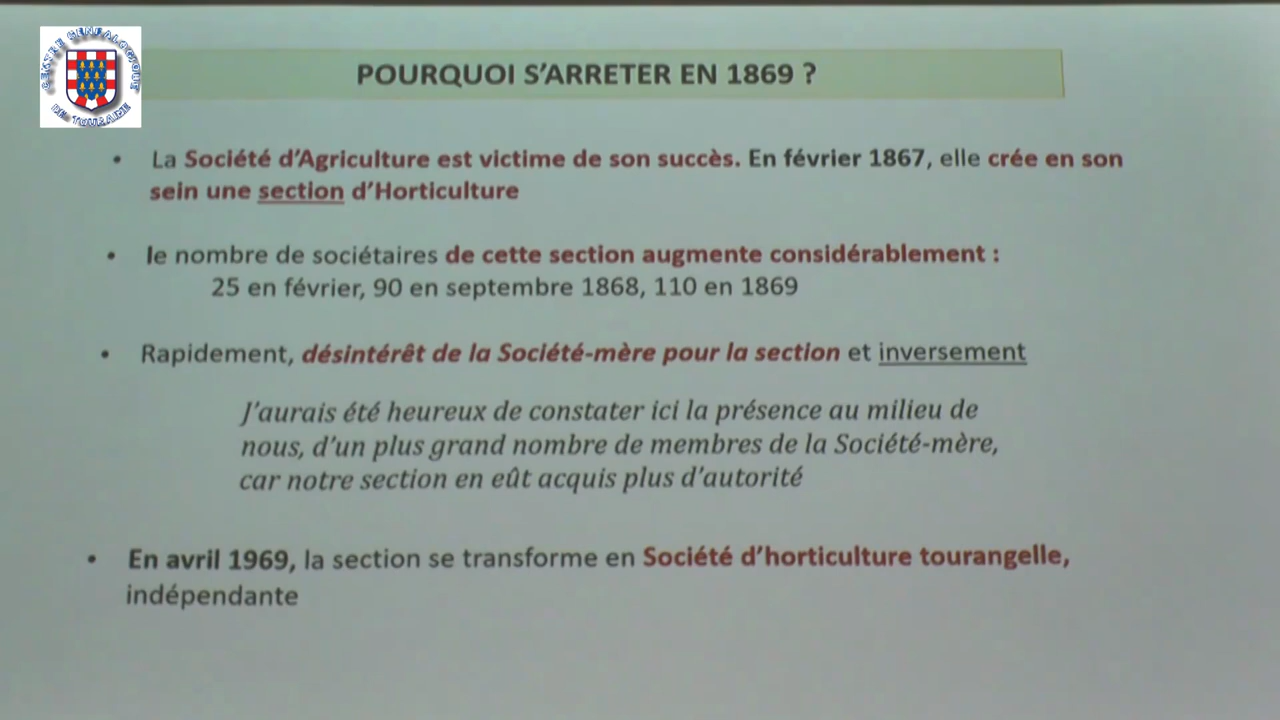 CENTRE GENEALOGIQUE
DE TOURAINE
POURQUOI S'ARRETER EN 1869 ?
• La Société d'Agriculture est victime de son succès. En février 1867, elle crée en son
sein une section d'Horticulture
• le nombre de sociétaires de cette section augmente considérablement :
25 en février, 90 en septembre 1868, 110 en 1869
• Rapidement, désintérêt de la Société-mère pour la section et inversement
J'aurais été heureux de constater ici la présence au milieu de
nous, d'un plus grand nombre de membres de la Société-mère,
car notre section en eût acquis plus d'autorité
• En avril 1969, la section se transforme en Société d'horticulture tourangelle,
indépendante